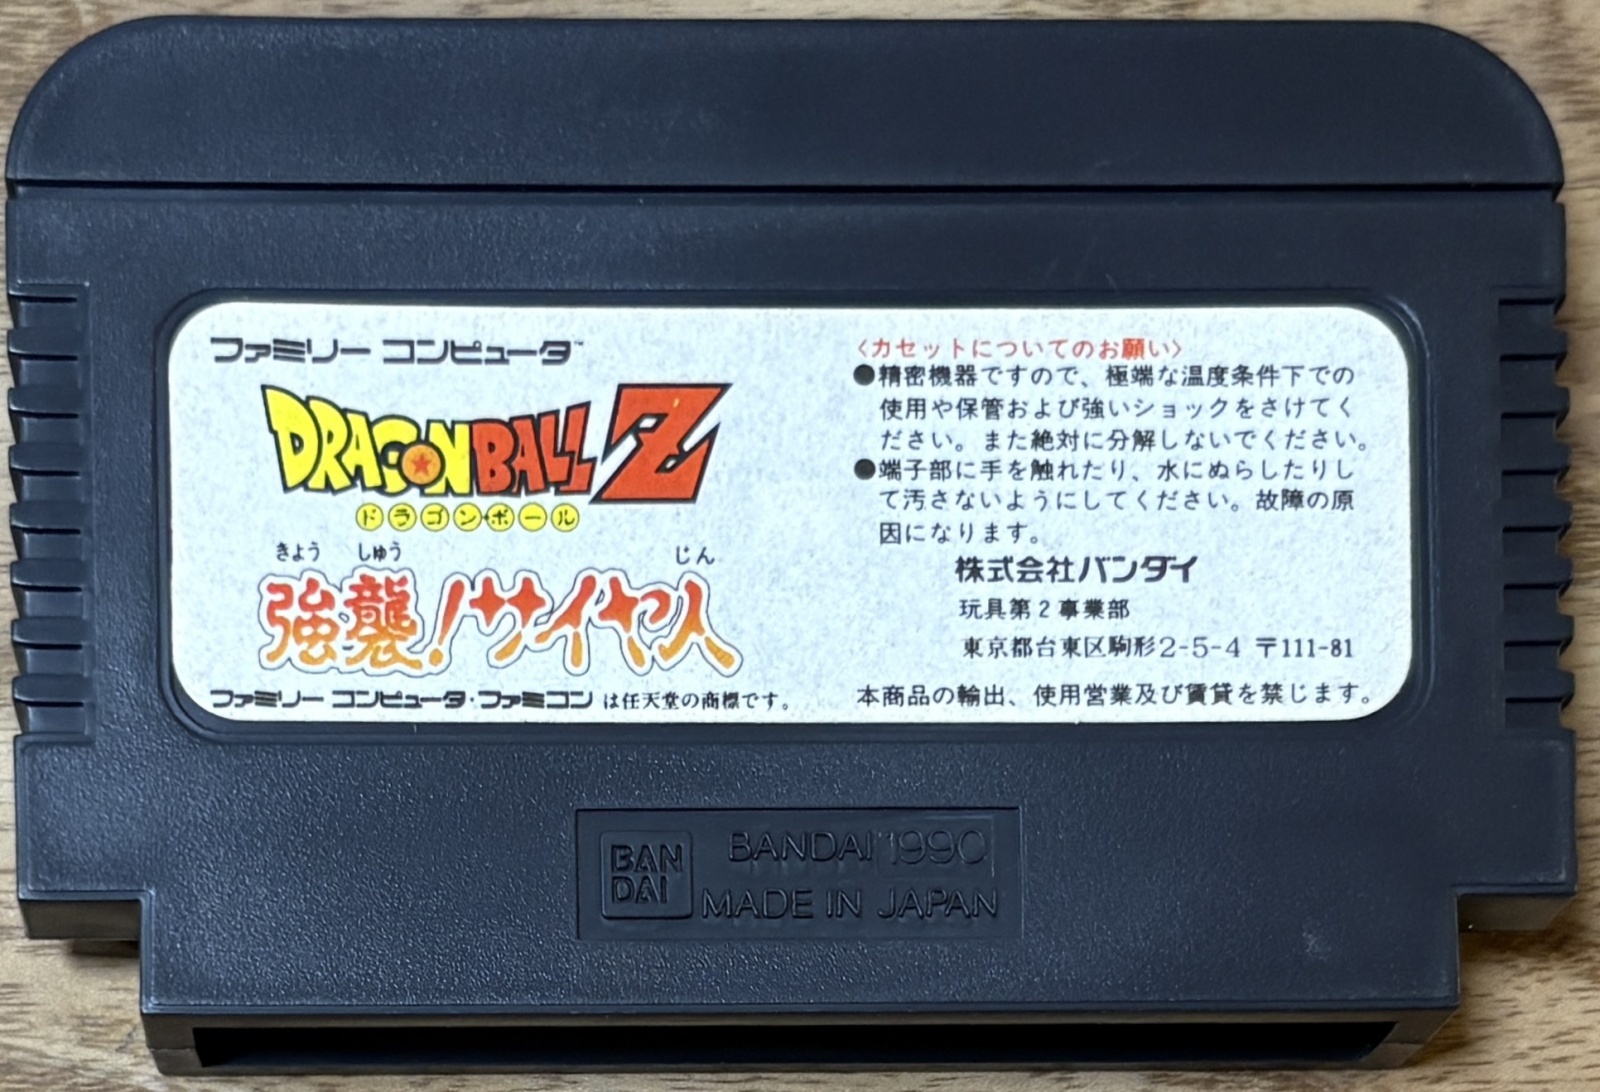 ファミリー コンピュータ™
DRAGON BALL Z
ドラゴン・ボール
きょう しゅう じん
強襲!サイヤ人
ファミリー コンピュータ・ファミコン は任天堂の商標です。
〈カセットについてのお願い〉
●精密機器ですので、極端な温度条件下での
使用や保管および強いショックをさけてく
ださい。また絶対に分解しないでください。
●端子部に手を触れたり、水にぬらしたりし
て汚さないようにしてください。故障の原
因になります。
株式会社バンダイ
玩具第2事業部
東京都台東区駒形2-5-4 〒111-81
本商品の輸出、使用営業及び賃貸を禁じます。
BAN
DAI
BANDAI 1990
MADE IN JAPAN